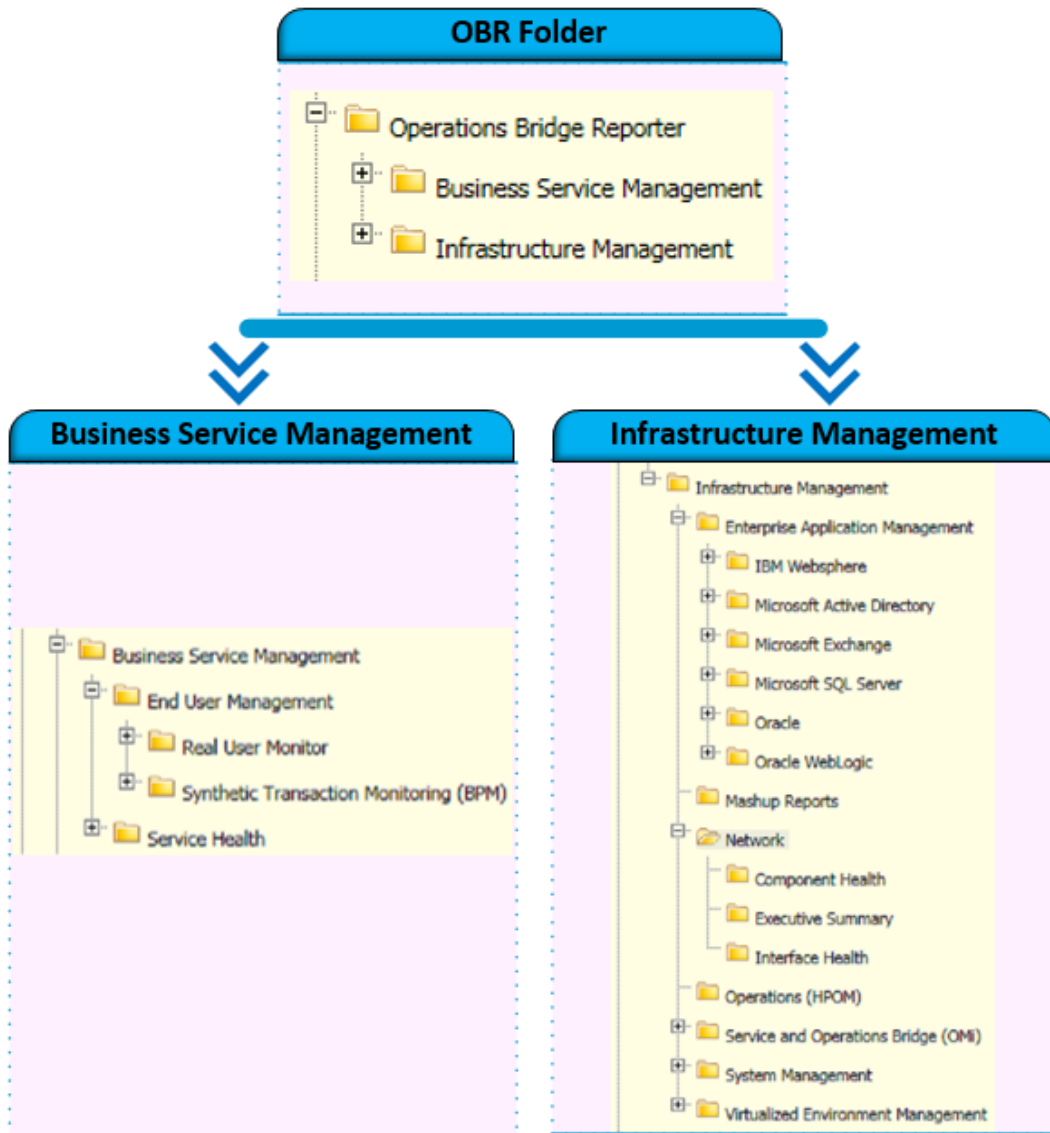 OBR Folder
Operations Bridge Reporter
Business Service Management
Infrastructure Management
Business Service Management
Business Service Management
End User Management
Real User Monitor
Synthetic Transaction Monitoring (BPM)
Service Health
Infrastructure Management
Infrastructure Management
Enterprise Application Management
IBM Websphere
Microsoft Active Directory
Microsoft Exchange
Microsoft SQL Server
Oracle
Oracle WebLogic
Mashup Reports
Network
Component Health
Executive Summary
Interface Health
Operations (HPOM)
Service and Operations Bridge (OMi)
System Management
Virtualized Environment Management